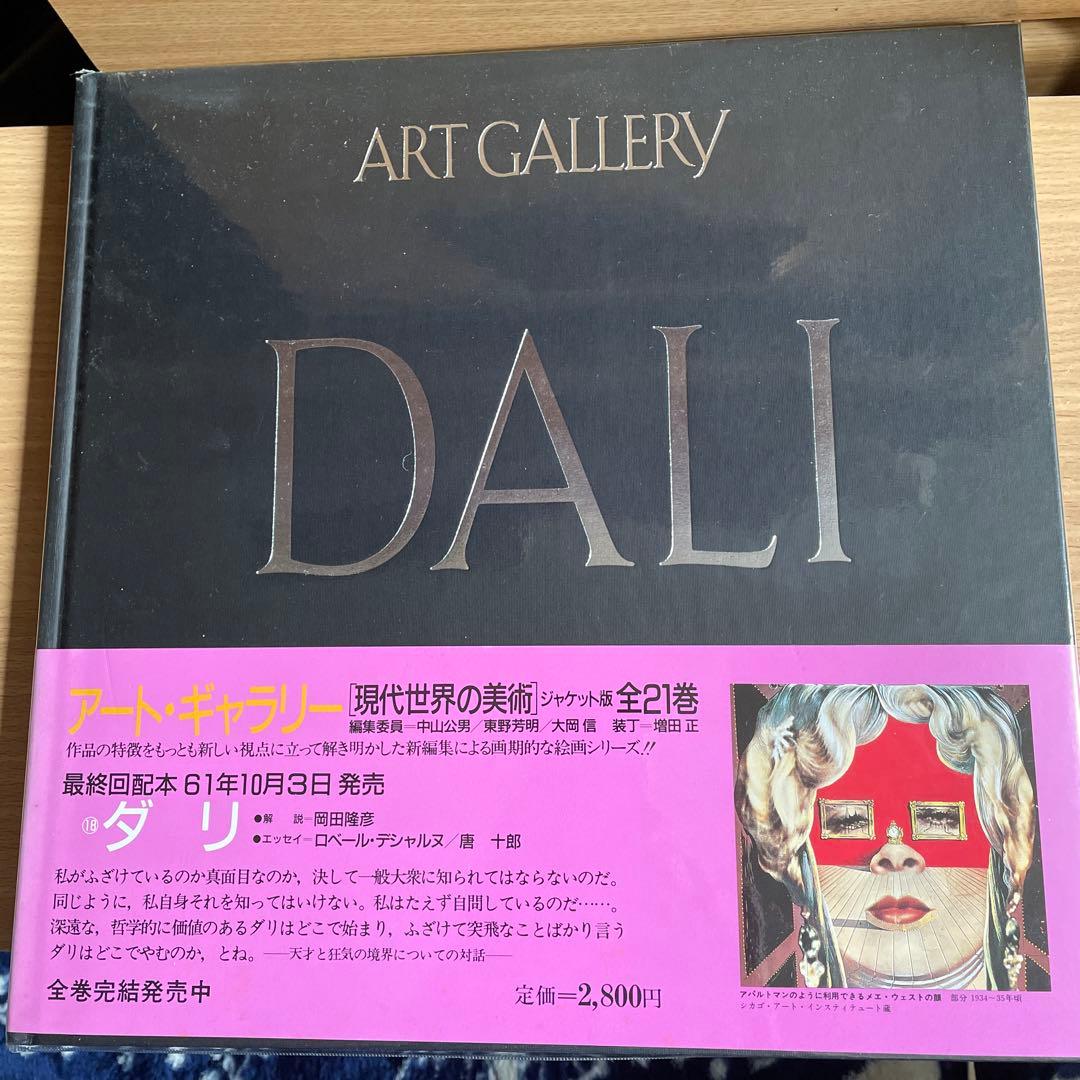 ART GALLERY
DALI
アート・ギャラリー[現代世界の美術]ジャケット版 全21巻
編集委員=中山公男/東野芳明/大岡 信 装丁=増田 正
作品の特徴をもっとも新しい視点に立って解き明かした新編集による画期的な絵画シリーズ!!
最終回配本 61年10月3日 発売
⑱ダリ
●解 説=岡田隆彦
●エッセイ=ロベール・デシャルヌ/唐 十郎
私がふざけているのか真面目なのか,決して一般大衆に知られてはならないのだ。
同じように,私自身それを知ってはいけない。私はたえず自問しているのだ……。
深遠な,哲学的に価値のあるダリはどこで始まり,ふざけて突飛なことばかり言う
ダリはどこでやむのか,とね。——天才と狂気の境界についての対話——
全巻完結発売中
定価=2,800円
アパルトマンのように利用できるメエ・ウェストの顔 部分 1934〜35年頃
シカゴ・アート・インスティテュート蔵